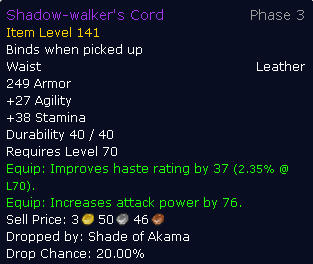 Shadow-walker's Cord Phase 3
Item Level 141
Binds when picked up
Waist Leather
249 Armor
+27 Agility
+38 Stamina
Durability 40 / 40
Requires Level 70
Equip: Improves haste rating by 37 (2.35% @
L70).
Equip: Increases attack power by 76.
Sell Price: 3 50 46
Dropped by: Shade of Akama
Drop Chance: 20.00%